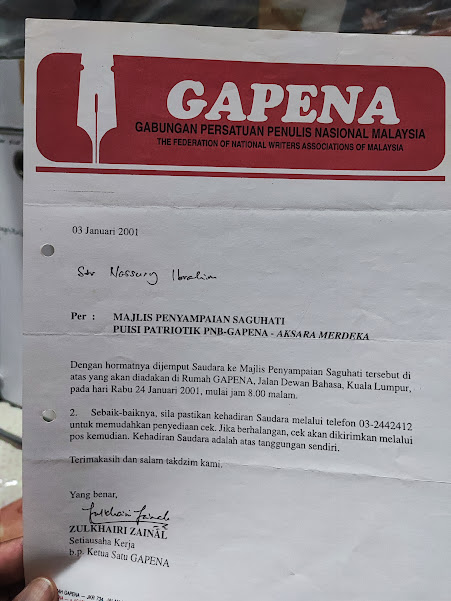 GAPENA
GABUNGAN PERSATUAN PENULIS NASIONAL MALAYSIA
THE FEDERATION OF NATIONAL WRITERS ASSOCIATIONS OF MALAYSIA
03 Januari 2001
Sdr Nassury Ibrahim
Per : MAJLIS PENYAMPAIAN SAGUHATI
PUISI PATRIOTIK PNB-GAPENA - AKSARA MERDEKA
Dengan hormatnya dijemput Saudara ke Majlis Penyampaian Saguhati tersebut di
atas yang akan diadakan di Rumah GAPENA, Jalan Dewan Bahasa, Kuala Lumpur,
pada hari Rabu 24 Januari 2001, mulai jam 8.00 malam.
2. Sebaik-baiknya, sila pastikan kehadiran Saudara melalui telefon 03-2442412
untuk memudahkan penyediaan cek. Jika berhalangan, cek akan dikirimkan melalui
pos kemudian. Kehadiran Saudara adalah atas tanggungan sendiri.
Terimakasih dan salam takdzim kami.
Yang benar,
Zulkhairi Zainal
ZULKHAIRI ZAINAL
Setiausaha Kerja
b.p. Ketua Satu GAPENA
GAPENA — JKR 734,